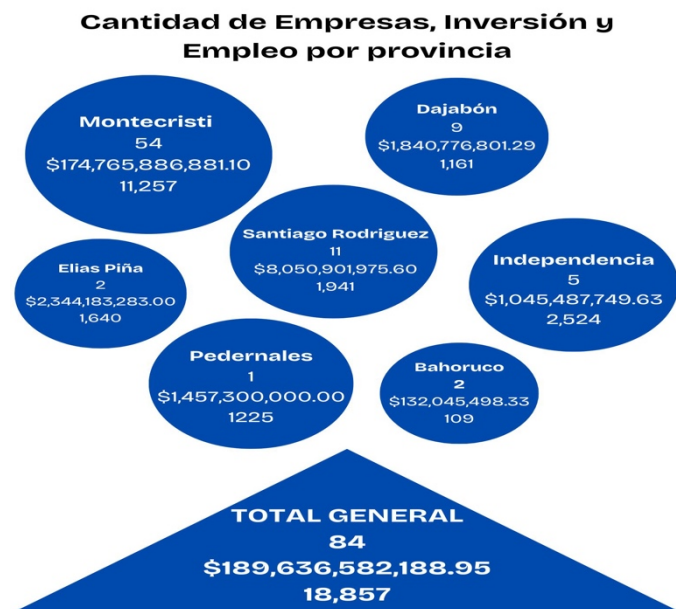 Cantidad de Empresas, Inversión y
Empleo por provincia
Montecristi
54
$174,765,886,881.10
11,257
Dajabón
9
$1,840,776,801.29
1,161
Santiago Rodriguez
11
$8,050,901,975.60
1,941
Elias Piña
2
$2,344,183,283.00
1,640
Independencia
5
$1,045,487,749.63
2,524
Pedernales
1
$1,457,300,000.00
1225
Bahoruco
2
$132,045,498.33
109
TOTAL GENERAL
84
$189,636,582,188.95
18,857